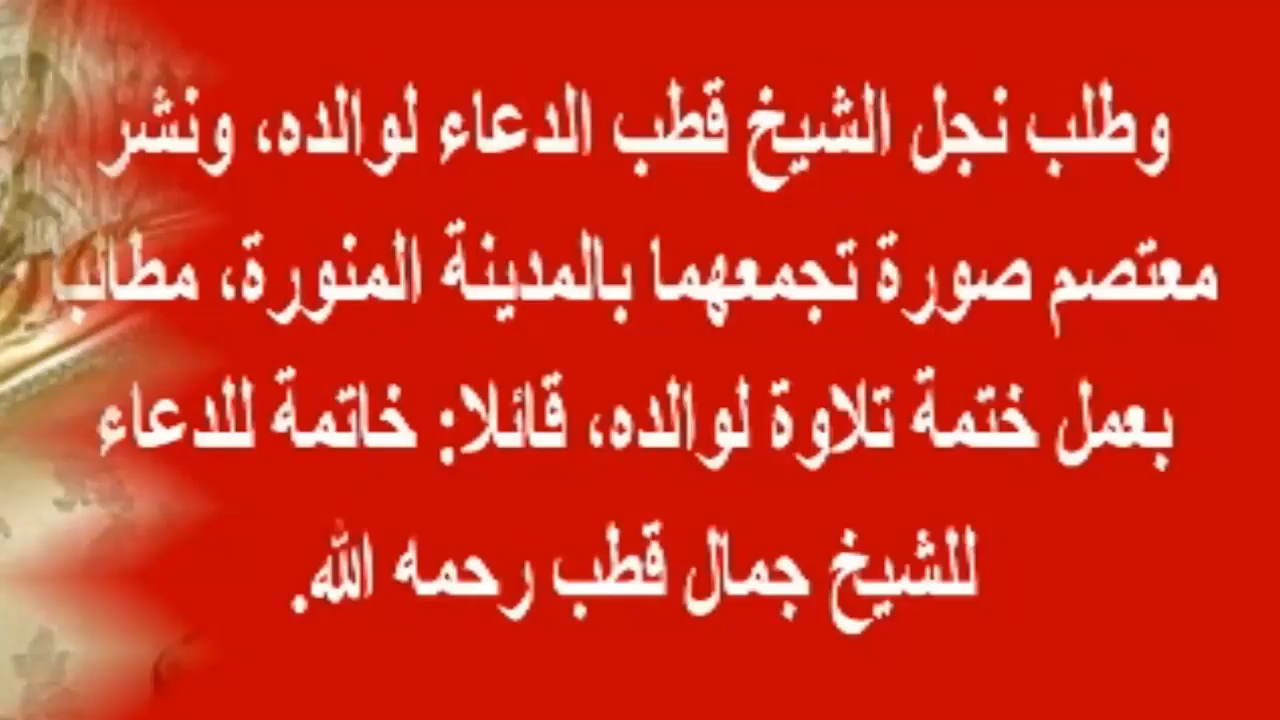 وطلب نجل الشيخ قطب الدعاء لوالده، ونشر
معتصم صورة تجمعهما بالمدينة المنورة، مطالب
بعمل ختمة تلاوة لوالده، قائلا: خاتمة للدعاء
للشيخ جمال قطب رحمه الله.